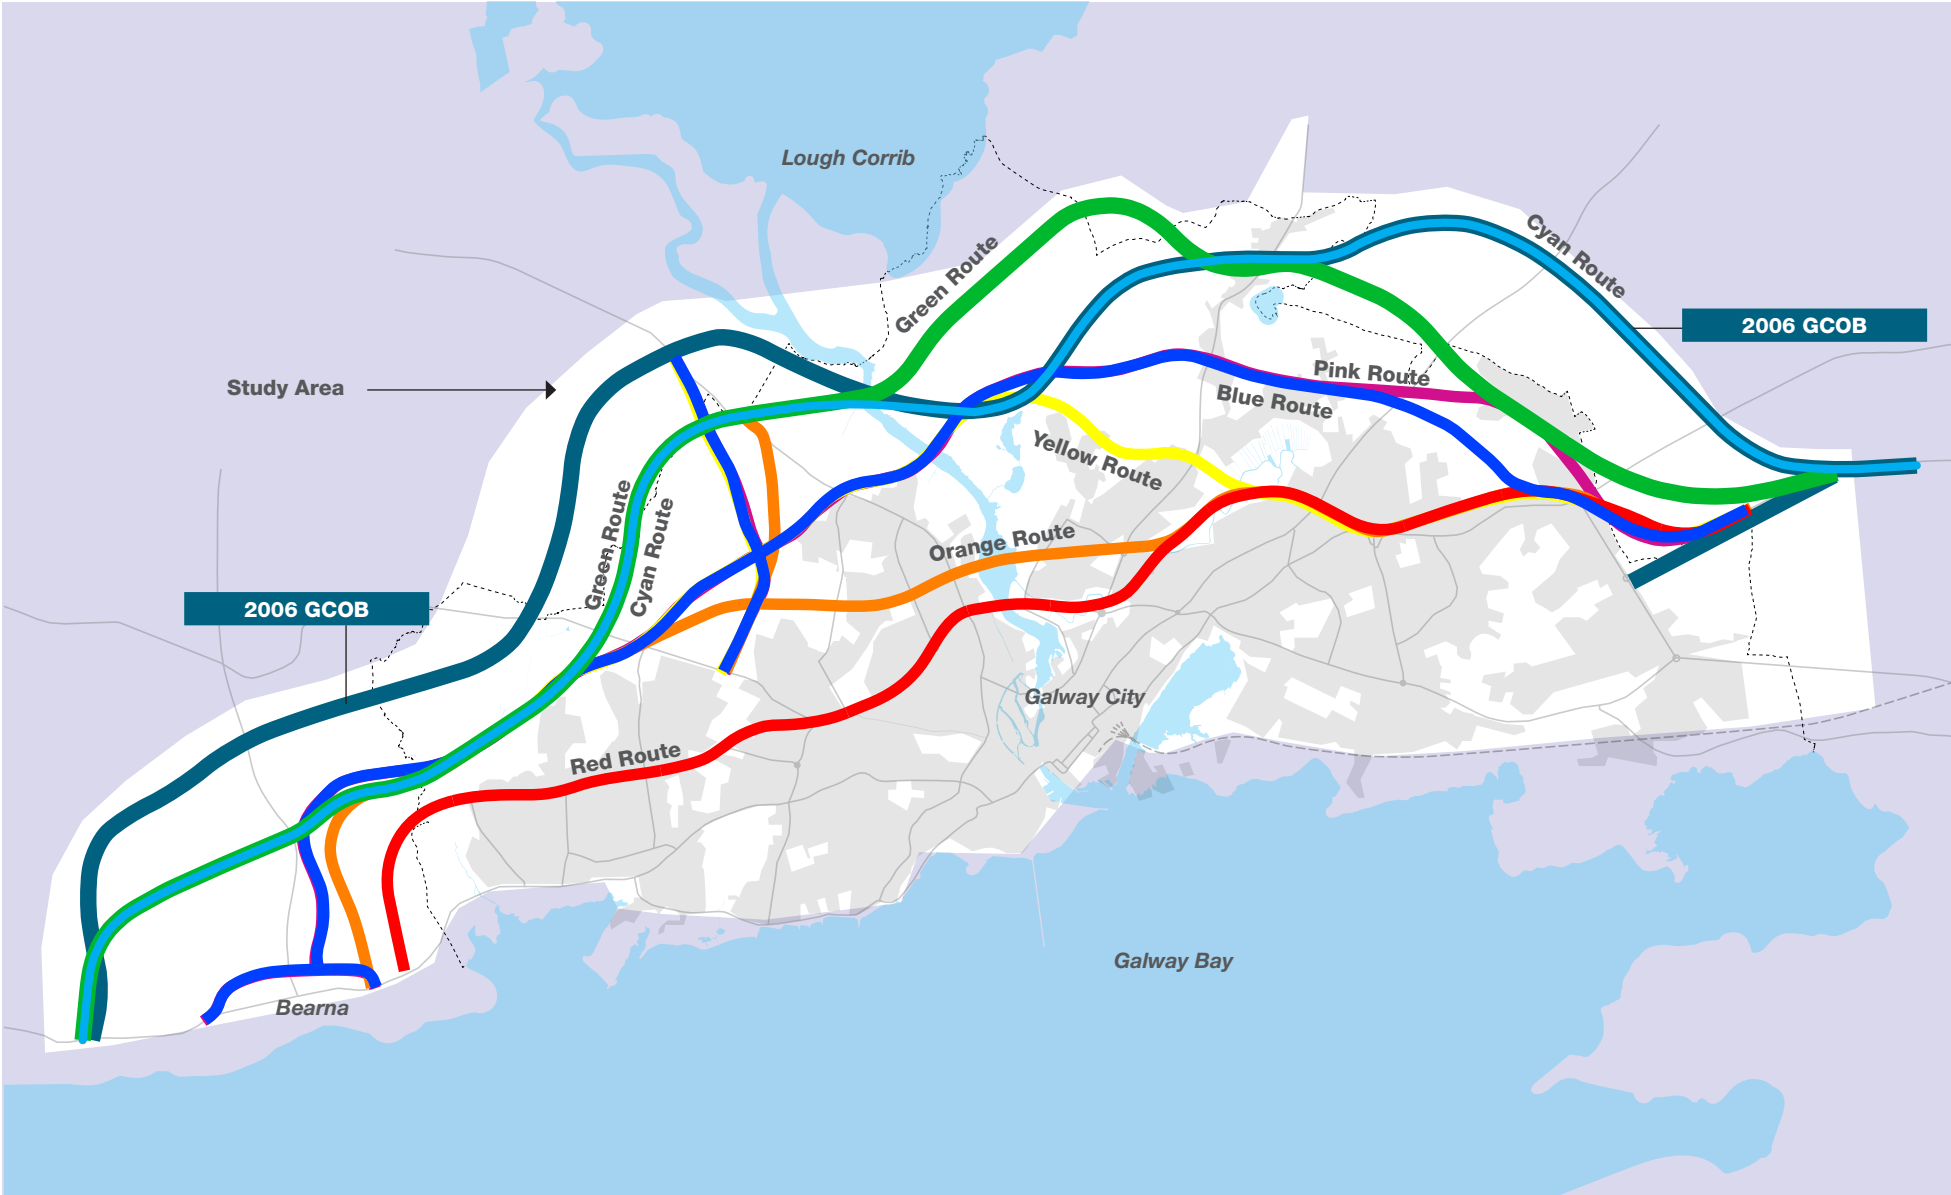 Lough Corrib
Cyan Route
Green Route
2006 GCOB
Pink Route
Study Area
Blue Route
Yellow Route
Green Route
Cyan Route
Orange Route
2006 GCOB
Galway City
Red Route
Galway Bay
Bearna